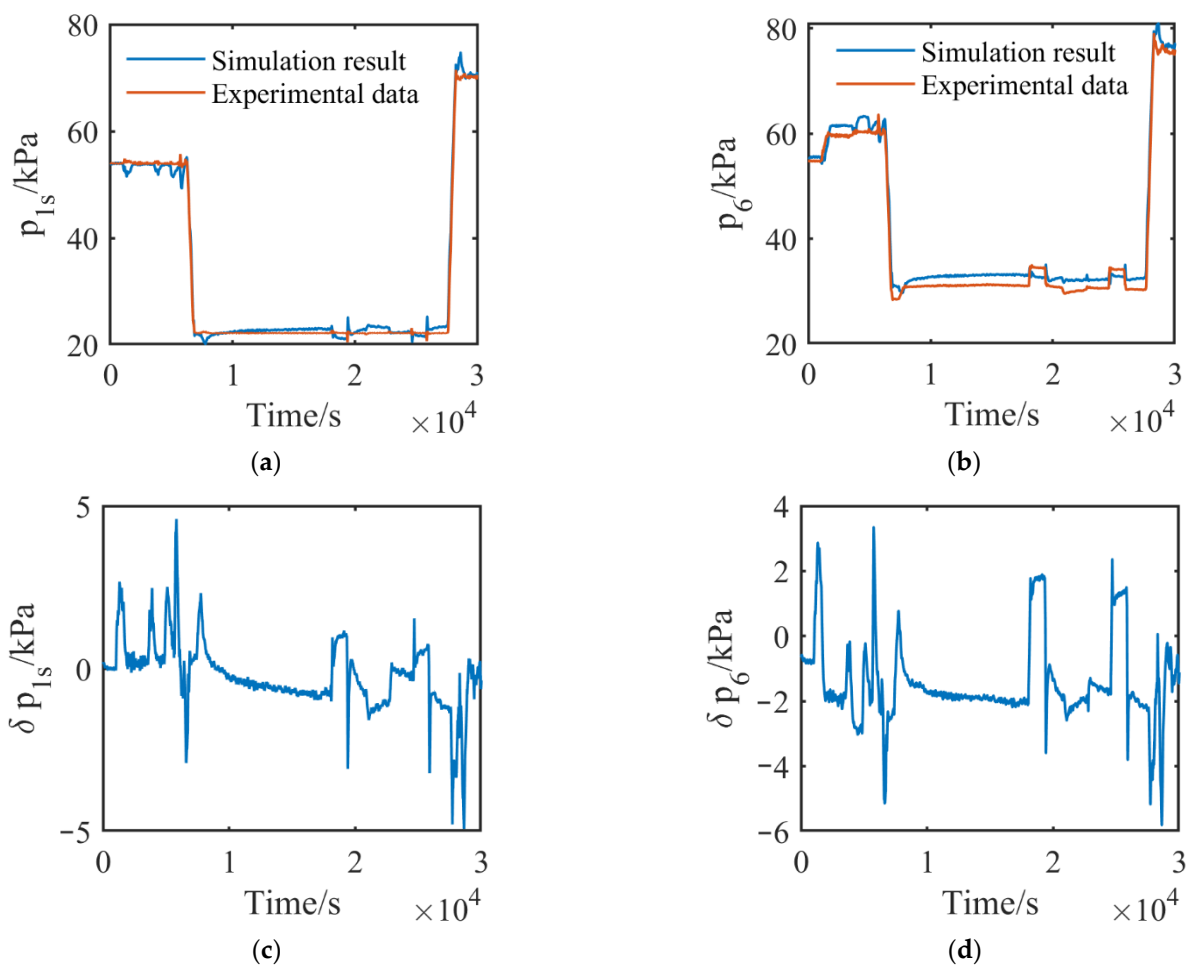 80
60
40
20
p1s/kPa
Simulation result
Experimental data
0
1
2
3
Time/s
×10^4
(a)
80
60
40
20
p6/kPa
Simulation result
Experimental data
0
1
2
3
Time/s
×10^4
(b)
5
0
−5
δ p1s/kPa
0
1
2
3
Time/s
×10^4
(c)
4
2
0
−2
−4
−6
δ p6/kPa
0
1
2
3
Time/s
×10^4
(d)